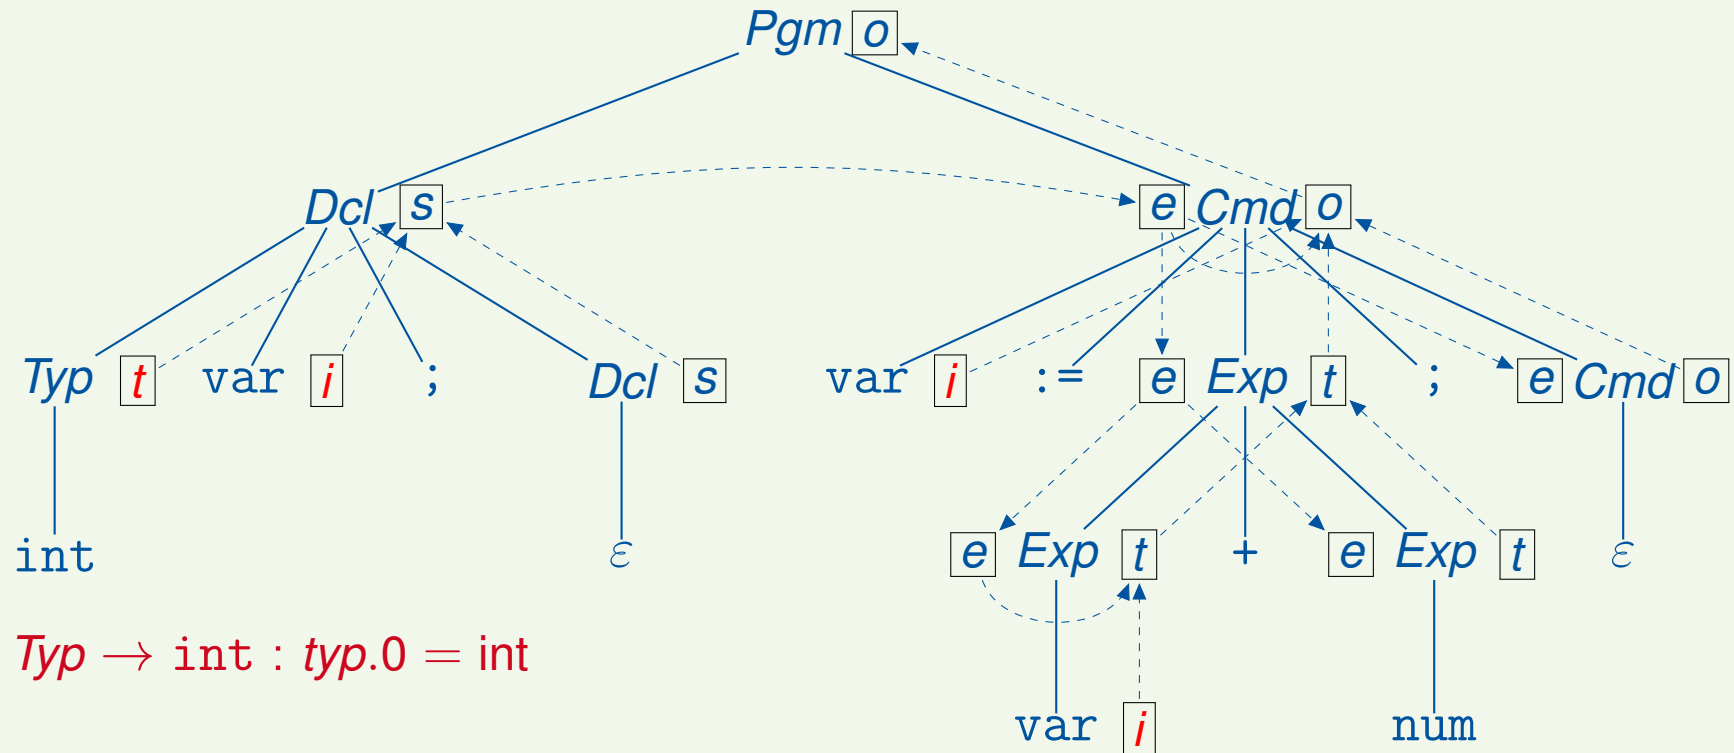 Pgm o
Dcl s e Cmd o
Typ t var i ; Dcl s var i := e Exp t ; e Cmd o
int ε e Exp t + e Exp t ε
Typ → int : typ.0 = int
var i num